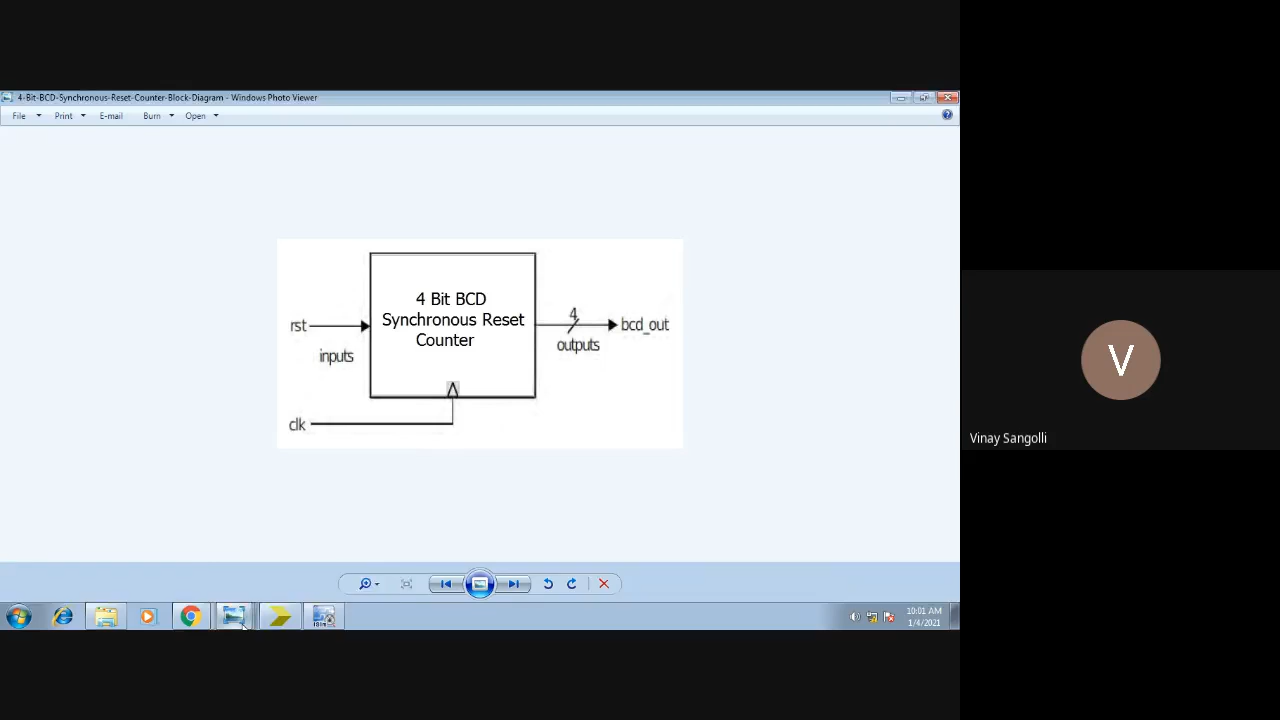 4-Bit-BCD-Synchronous-Reset-Counter-Block-Diagram - Windows Photo Viewer
File Print E-mail Burn Open
4 Bit BCD
Synchronous Reset
Counter
rst
inputs
clk
4
outputs
bcd_out
V
Vinay Sangolli
ISim
10:01 AM
1/4/2021